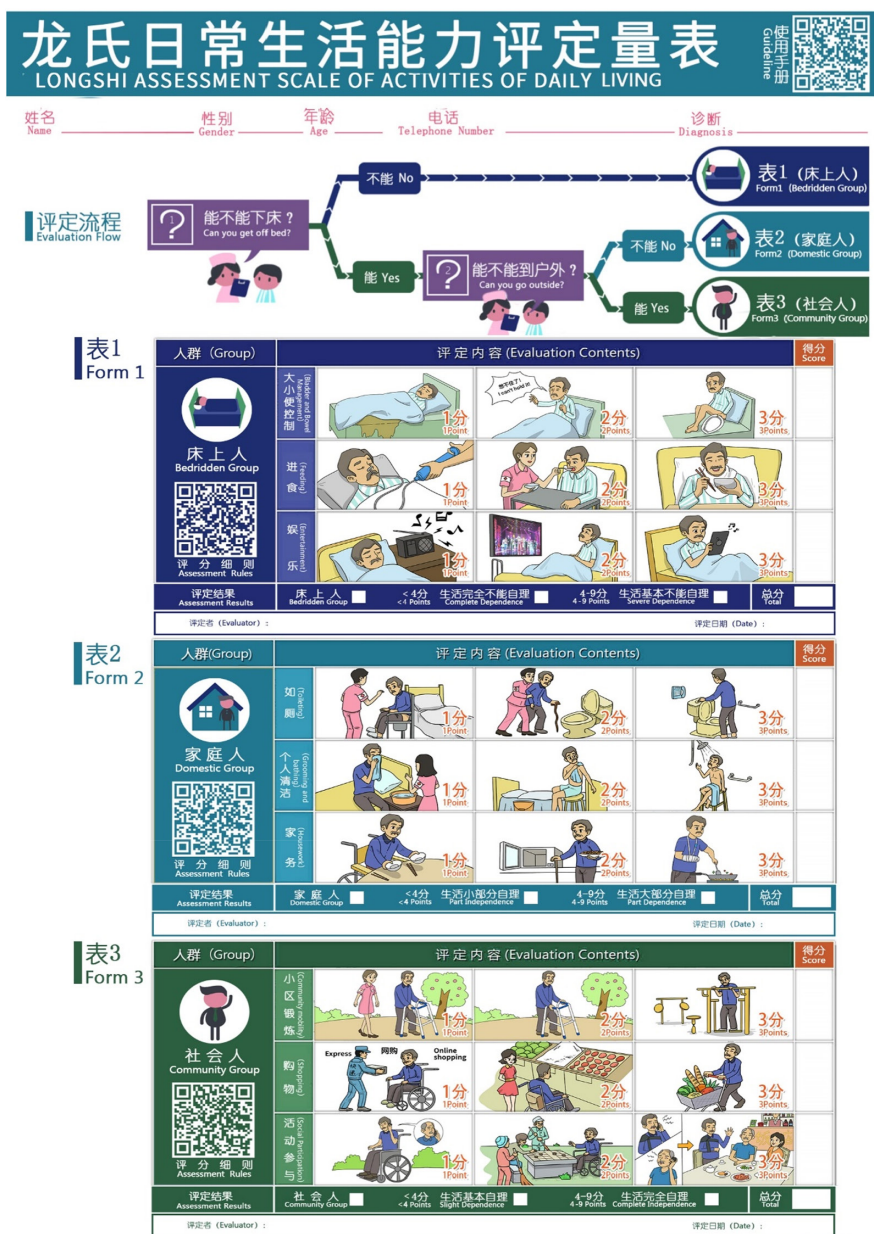 龙氏日常生活能力评定量表
LONGSHI ASSESSMENT SCALE OF ACTIVITIES OF DAILY LIVING
使用手册
Guideline
姓名 性别 年龄 电话 诊断
Name Gender Age Telephone Number Diagnosis
不能 No
表1（床上人）
Form1 (Bedridden Group)
评定流程
Evaluation Flow
? 1
能不能下床？
Can you get off bed?
不能 No
表2（家庭人）
Form2 (Domestic Group)
能 Yes
? 2
能不能到户外？
Can you go outside?
能 Yes
表3（社会人）
Form3 (Community Group)
表1
Form 1
人群（Group） 评定内容 (Evaluation Contents) 得分
Score
床上人
Bedridden Group
评分细则
Assessment Rules
大小便控制
(Bladder and Bowel Management)
憋不住了!
I can't hold it!
1分 2分 3分
1Point 2Points 3Points
进食
(Feeding)
1分 2分 3分
1Point 2Points 3Points
娱乐
(Entertainment)
1分 2分 3分
1Point 2Points 3Points
评定结果 床上人 <4分 生活完全不能自理 4-9分 生活基本不能自理 总分
Assessment Results Bedridden Group <4 Points Complete Dependence 4-9 Points Severe Dependence Total
评定者（Evaluator）: 评定日期（Date）:
表2
Form 2
人群(Group) 评定内容 (Evaluation Contents) 得分
Score
家庭人
Domestic Group
评分细则
Assessment Rules
如厕
(Toileting)
1分 2分 3分
1Point 2Points 3Points
个人清洁
(Grooming and bathing)
1分 2分 3分
1Point 2Points 3Points
家务
(Housework)
1分 2分 3分
1Point 2Points 3Points
评定结果 家庭人 <4分 生活小部分自理 4-9分 生活大部分自理 总分
Assessment Results Domestic Group <4 Points Part Independence 4-9 Points Part Dependence Total
评定者（Evaluator）: 评定日期（Date）:
表3
Form 3
人群（Group） 评定内容 (Evaluation Contents) 得分
Score
社会人
Community Group
评分细则
Assessment Rules
小区锻炼
(Community mobility)
1分 2分 3分
1Point 2Points 3Points
购物
(Shopping)
Express 网购 Online shopping
1分 2分 3分
1Point 2Points 3Points
活动参与
(Social Participation)
1分 2分 3分
1Point 2Points <3Points
评定结果 社会人 <4分 生活基本自理 4-9分 生活完全自理 总分
Assessment Results Community Group <4 Points Slight Dependence 4-9 Points Complete Independence Total
评定者（Evaluator）: 评定日期（Date）: